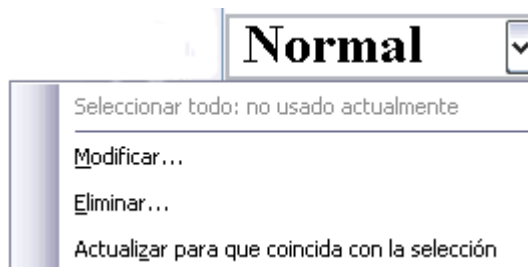 Normal
Seleccionar todo: no usado actualmente
Modificar...
Eliminar...
Actualizar para que coincida con la selección